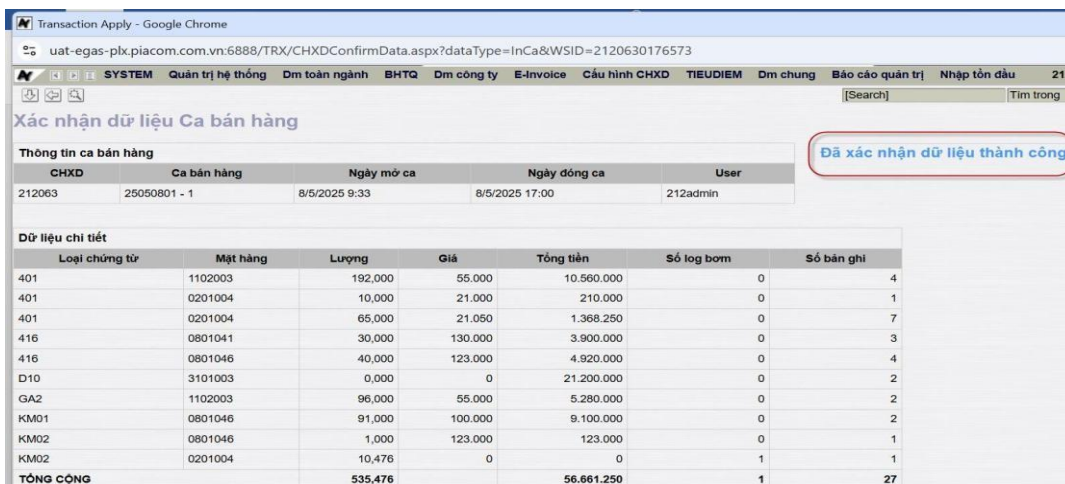 Transaction Apply - Google Chrome
uat-egas-plx.piacom.com.vn:6888/TRX/CHXDConfirmData.aspx?dataType=InCa&WSID=2120630176573
SYSTEM Quản trị hệ thống Dm toàn ngành BHTQ Dm công ty E-Invoice Cấu hình CHXD TIEUDIEM Dm chung Báo cáo quản trị Nhập tồn đầu 21
[Search] Tìm trong
Xác nhận dữ liệu Ca bán hàng
Đã xác nhận dữ liệu thành công
Thông tin ca bán hàng
CHXD Ca bán hàng Ngày mở ca Ngày đóng ca User
212063 25050801 - 1 8/5/2025 9:33 8/5/2025 17:00 212admin
Dữ liệu chi tiết
Loại chứng từ Mặt hàng Lượng Giá Tổng tiền Số log bơm Số bản ghi
401 1102003 192,000 55.000 10.560.000 0 4
401 0201004 10,000 21.000 210.000 0 1
401 0201004 65,000 21.050 1.368.250 0 7
416 0801041 30,000 130.000 3.900.000 0 3
416 0801046 40,000 123.000 4.920.000 0 4
D10 3101003 0,000 0 21.200.000 0 2
GA2 1102003 96,000 55.000 5.280.000 0 2
KM01 0801046 91,000 100.000 9.100.000 0 2
KM02 0801046 1,000 123.000 123.000 0 1
KM02 0201004 10,476 0 0 1 1
TỔNG CỘNG 535,476 56.661.250 1 27